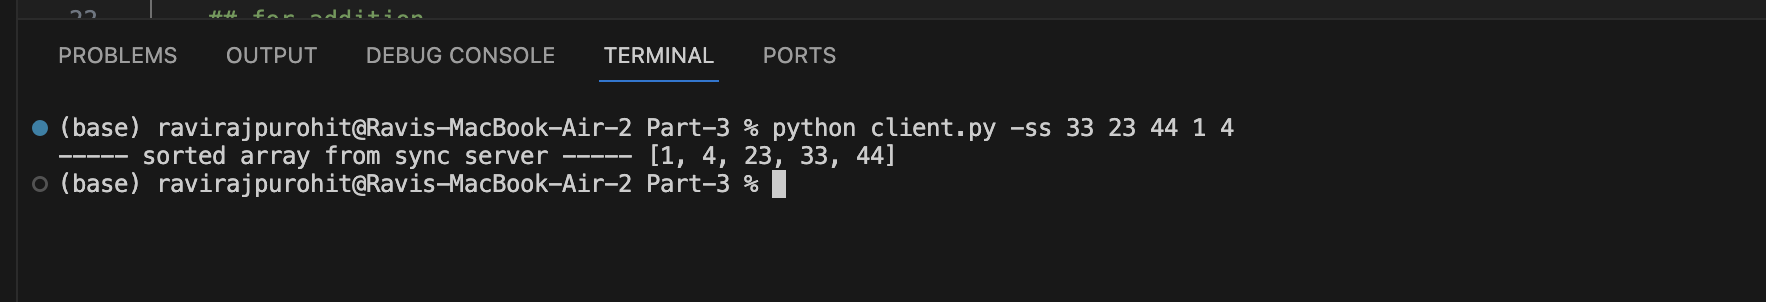 32 ## for addition
PROBLEMS OUTPUT DEBUG CONSOLE TERMINAL PORTS
(base) ravirajpurohit@Ravis-MacBook-Air-2 Part-3 % python client.py -ss 33 23 44 1 4
----- sorted array from sync server ----- [1, 4, 23, 33, 44]
(base) ravirajpurohit@Ravis-MacBook-Air-2 Part-3 %